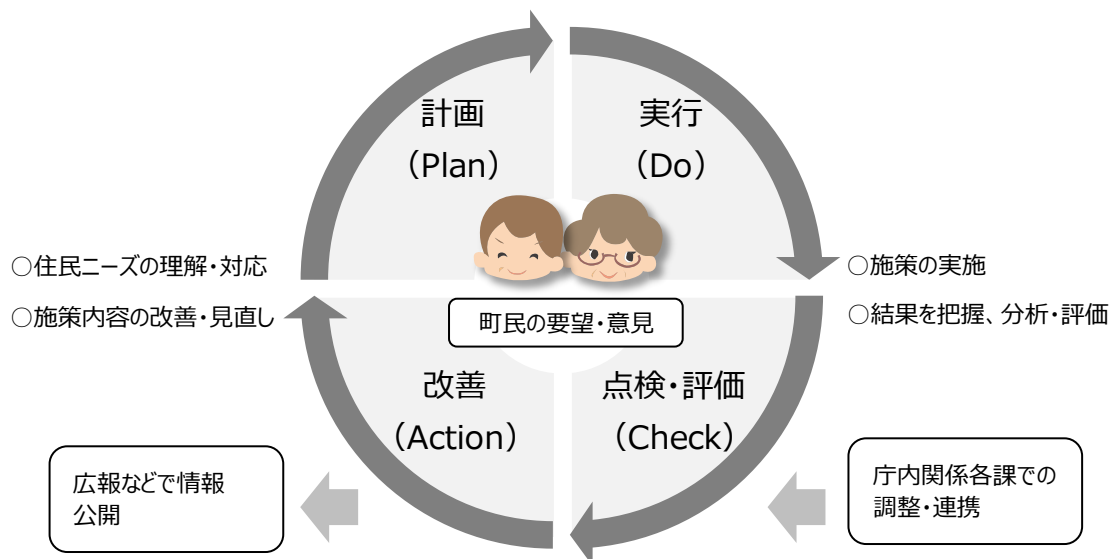 計画
（Plan）
実行
（Do）
○住民ニーズの理解・対応
○施策内容の改善・見直し
○施策の実施
○結果を把握、分析・評価
町民の要望・意見
改善
（Action）
点検・評価
（Check）
広報などで情報
公開
庁内関係各課での
調整・連携